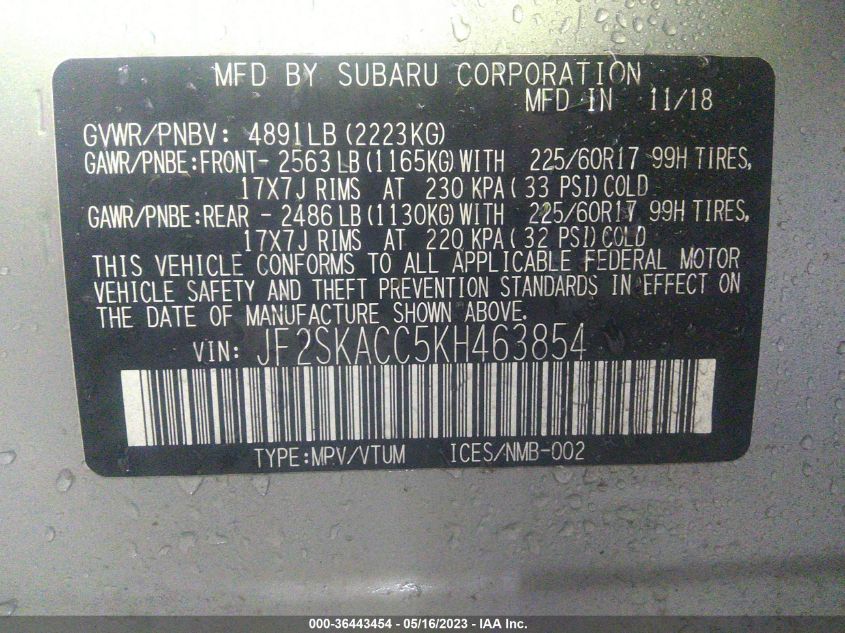 MFD BY SUBARU CORPORATION
MFD IN 11/18
GVWR/PNBV: 4891LB(2223KG)
GAWR/PNBE:FRONT- 2563LB(1165KG)WITH 225/60R17 99H TIRES,
17X7J RIMS AT 230 KPA(33 PSI)COLD
GAWR/PNBE:REAR - 2486LB(1130KG)WITH 225/60R17 99H TIRES,
17X7J RIMS AT 220 KPA(32 PSI)COLD
THIS VEHICLE CONFORMS TO ALL APPLICABLE FEDERAL MOTOR
VEHICLE SAFETY AND THEFT PREVENTION STANDARDS IN EFFECT ON
THE DATE OF MANUFACTURE SHOWN ABOVE.
VIN: JF2SKACC5KH463854
TYPE:MPV/VTUM ICES/NMB-002
000-36443454 - 05/16/2023 - IAA Inc.